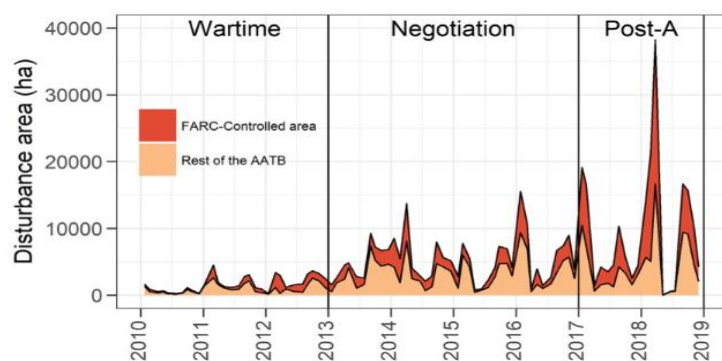 Wartime Negotiation Post-A
Disturbance area (ha)
40000
30000
20000
10000
0
FARC-Controlled area
Rest of the AATB
2010 2011 2012 2013 2014 2015 2016 2017 2018 2019